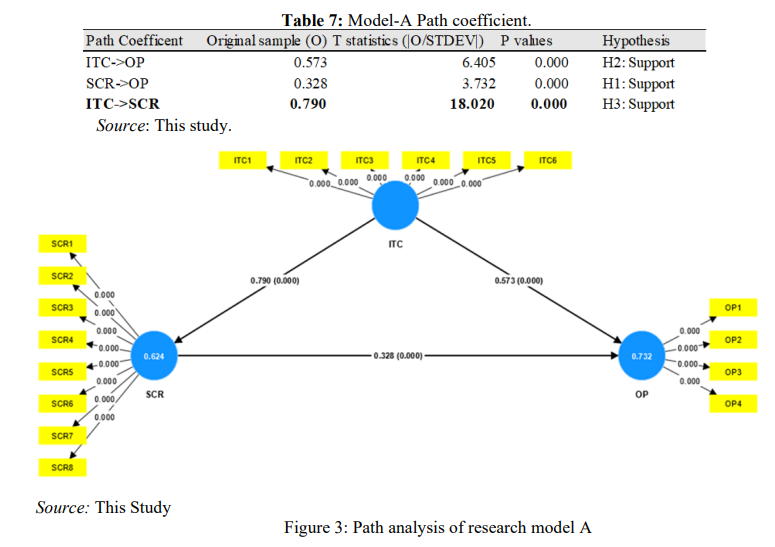 Table 7: Model-A Path coefficient.
Path Coefficent Original sample (O) T statistics (|O/STDEV|) P values Hypothesis
ITC->OP 0.573 6.405 0.000 H2: Support
SCR->OP 0.328 3.732 0.000 H1: Support
ITC->SCR 0.790 18.020 0.000 H3: Support
Source: This study.
ITC1 ITC2 ITC3 ITC4 ITC5 ITC6
0.000 0.000 0.000 0.000 0.000 0.000
ITC
SCR1
SCR2
SCR3
SCR4
SCR5
SCR6
SCR7
SCR8
0.000
0.000
0.000
0.000
0.000
0.000
0.000
0.000
0.790 (0.000)
0.573 (0.000)
0.624
SCR
0.328 (0.000)
0.732
OP
0.000
0.000
0.000
0.000
OP1
OP2
OP3
OP4
Source: This Study
Figure 3: Path analysis of research model A